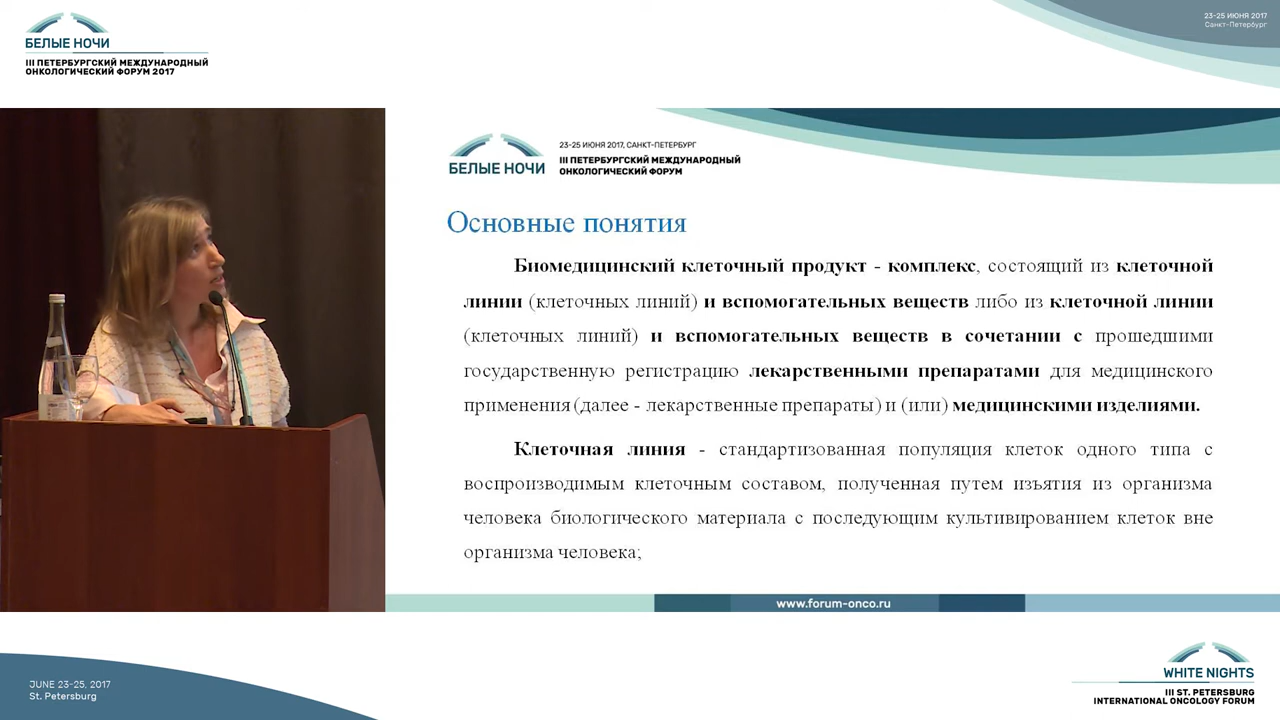 БЕЛЫЕ НОЧИ
III ПЕТЕРБУРГСКИЙ МЕЖДУНАРОДНЫЙ
ОНКОЛОГИЧЕСКИЙ ФОРУМ 2017
23-25 ИЮНЯ 2017
Санкт-Петербург
23-25 ИЮНЯ 2017, САНКТ-ПЕТЕРБУРГ
БЕЛЫЕ НОЧИ
III ПЕТЕРБУРГСКИЙ МЕЖДУНАРОДНЫЙ
ОНКОЛОГИЧЕСКИЙ ФОРУМ
Основные понятия
Биомедицинский клеточный продукт - комплекс, состоящий из клеточной
линии (клеточных линий) и вспомогательных веществ либо из клеточной линии
(клеточных линий) и вспомогательных веществ в сочетании с прошедшими
государственную регистрацию лекарственными препаратами для медицинского
применения (далее - лекарственные препараты) и (или) медицинскими изделиями.
Клеточная линия - стандартизованная популяция клеток одного типа с
воспроизводимым клеточным составом, полученная путем изъятия из организма
человека биологического материала с последующим культивированием клеток вне
организма человека;
www.forum-onco.ru
JUNE 23-25, 2017
St. Petersburg
WHITE NIGHTS
III ST. PETERSBURG
INTERNATIONAL ONCOLOGY FORUM